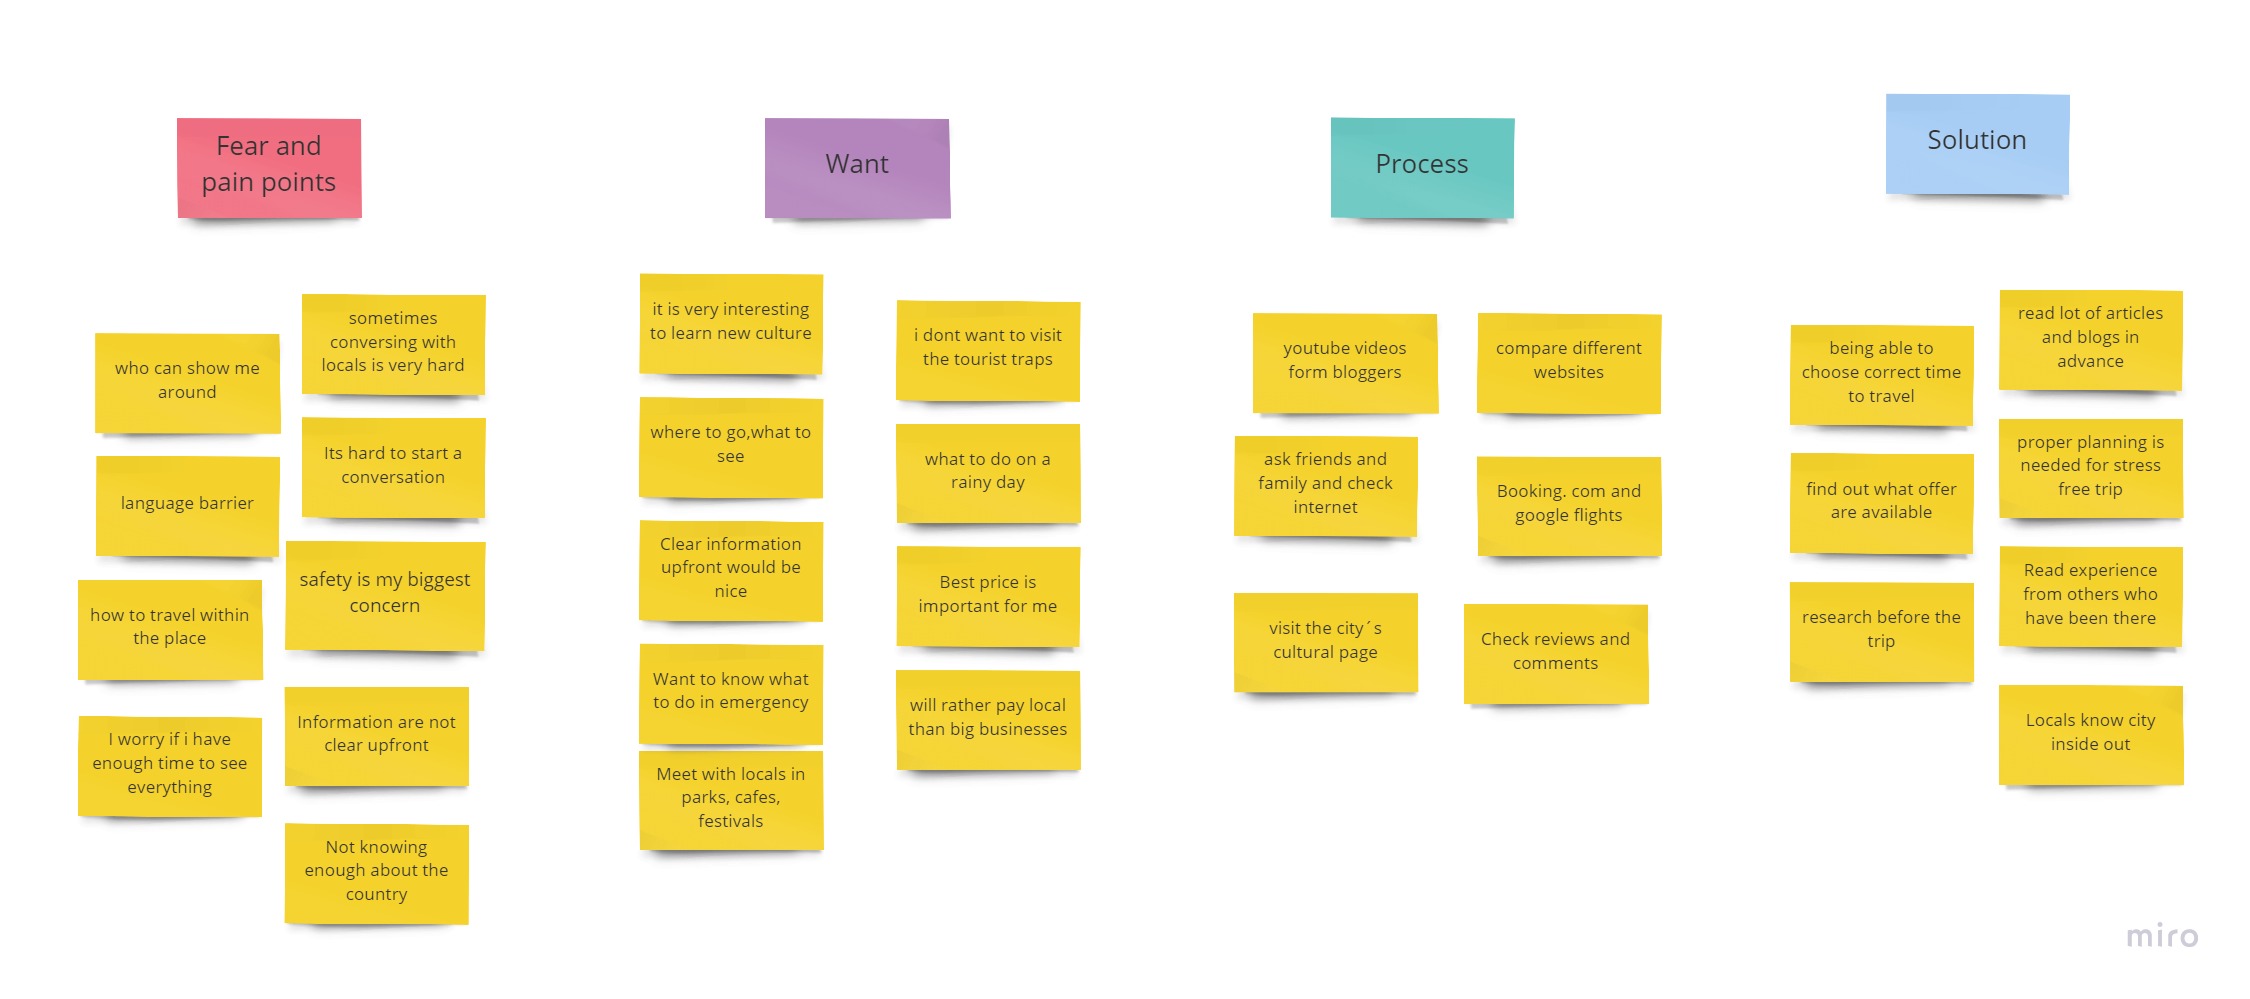 Fear and
pain points
who can show me
around
language barrier
how to travel within
the place
I worry if i have
enough time to see
everything
sometimes
conversing with
locals is very hard
Its hard to start a
conversation
safety is my biggest
concern
Information are not
clear upfront
Not knowing
enough about the
country
Want
it is very interesting
to learn new culture
where to go,what to
see
Clear information
upfront would be
nice
Want to know what
to do in emergency
Meet with locals in
parks, cafes,
festivals
i dont want to visit
the tourist traps
what to do on a
rainy day
Best price is
important for me
will rather pay local
than big businesses
Process
youtube videos
form bloggers
ask friends and
family and check
internet
visit the city´s
cultural page
compare different
websites
Booking. com and
google flights
Check reviews and
comments
Solution
being able to
choose correct time
to travel
find out what offer
are available
research before the
trip
read lot of articles
and blogs in
advance
proper planning is
needed for stress
free trip
Read experience
from others who
have been there
Locals know city
inside out
miro